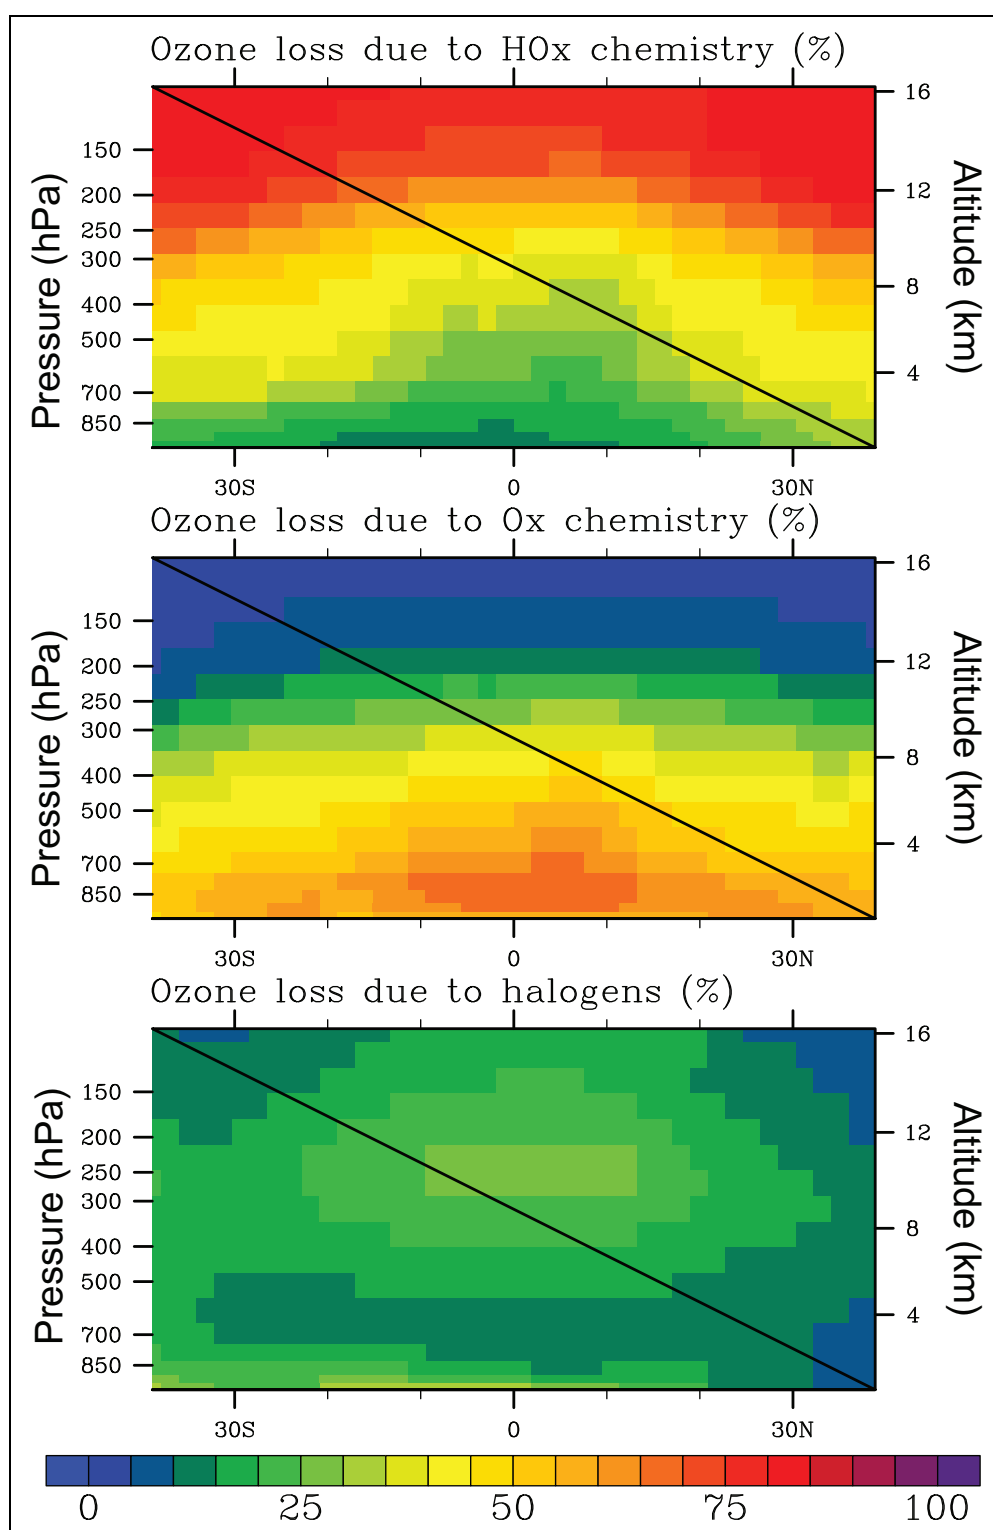 Ozone loss due to HOx chemistry (%)
Pressure (hPa)
150
200
250
300
400
500
700
850
16
12
8
4
Altitude (km)
30S 0 30N
Ozone loss due to Ox chemistry (%)
Pressure (hPa)
150
200
250
300
400
500
700
850
16
12
8
4
Altitude (km)
30S 0 30N
Ozone loss due to halogens (%)
Pressure (hPa)
150
200
250
300
400
500
700
850
16
12
8
4
Altitude (km)
30S 0 30N
0 25 50 75 100